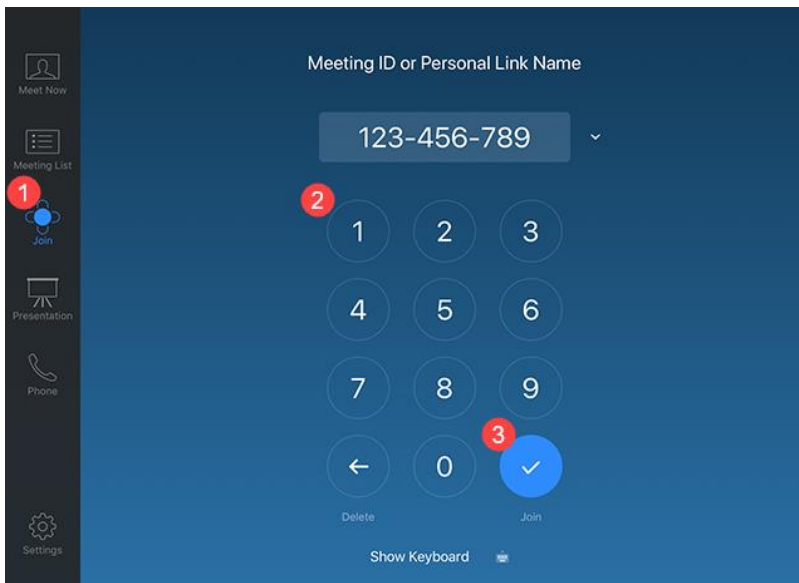 Meet Now
Meeting List
1
Join
Presentation
Phone
Settings
Meeting ID or Personal Link Name
123-456-789
2
1 2 3
4 5 6
7 8 9
3
0
Delete Join
Show Keyboard